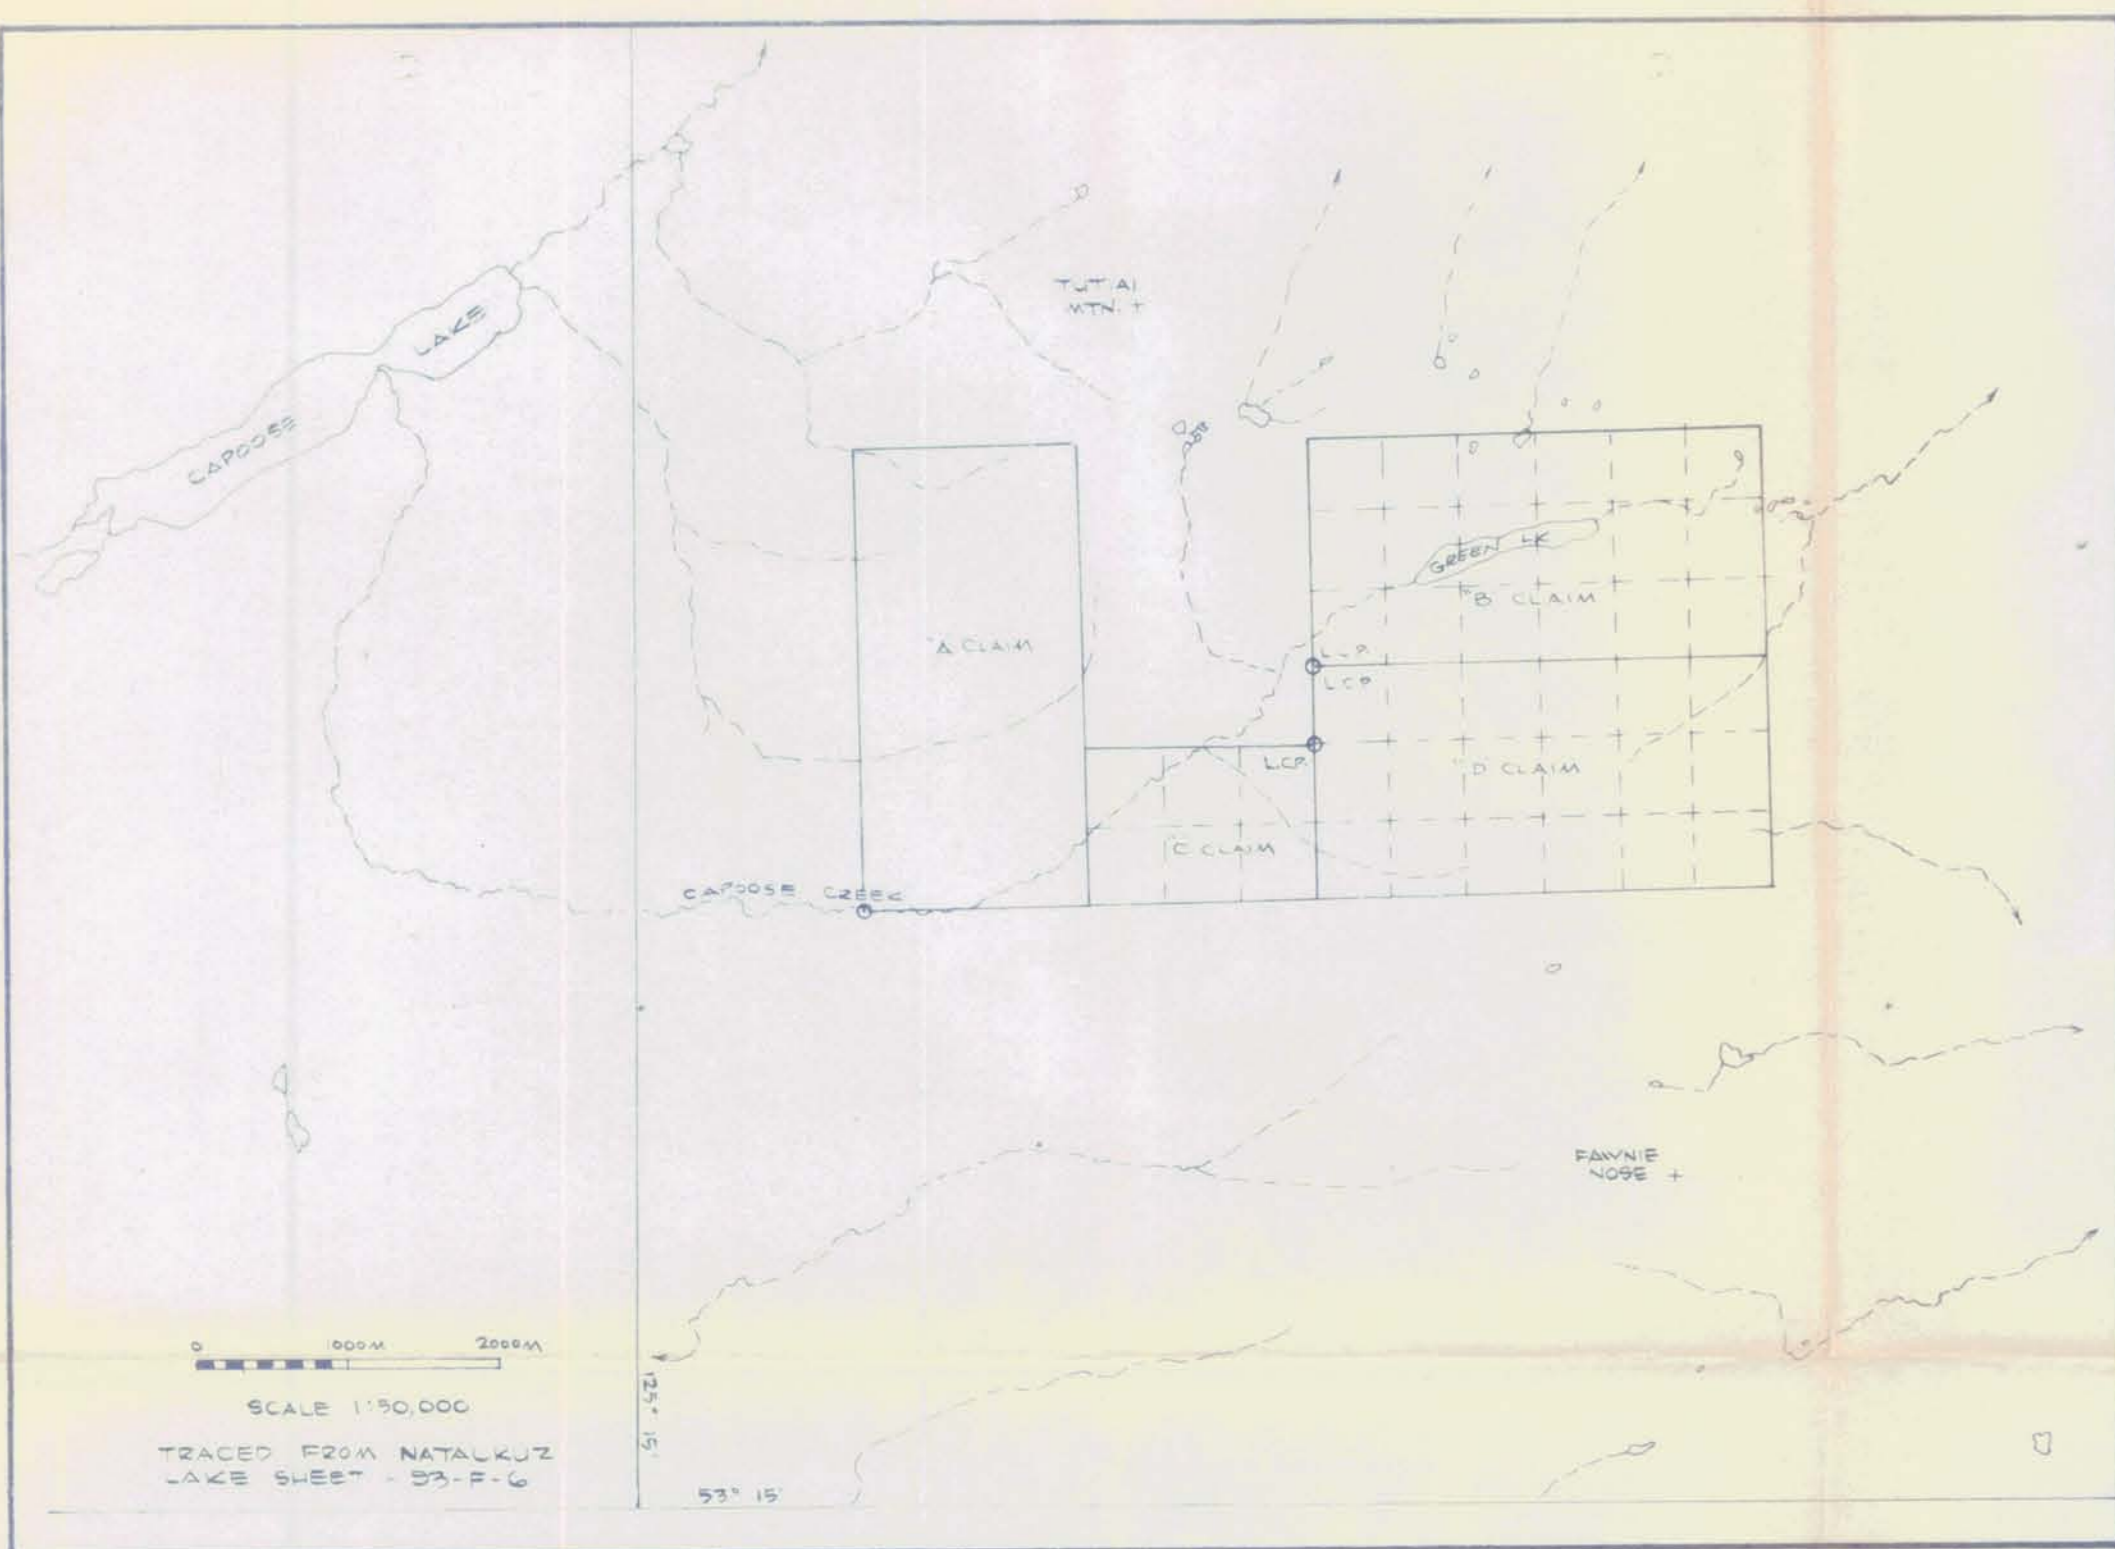 TUTIAI
MTN. +
CAPOOSE LAKE
GREEN LK
"B" CLAIM
"A" CLAIM
L.C.P.
L.C.P.
L.C.P.
"D" CLAIM
"C" CLAIM
CAPOOSE CREEK
FAWNIE
NOSE +
0 1000M 2000M
SCALE 1:50,000
TRACED FROM NATALKUZ
LAKE SHEET - 93-F-6
125° 15'
53° 15'